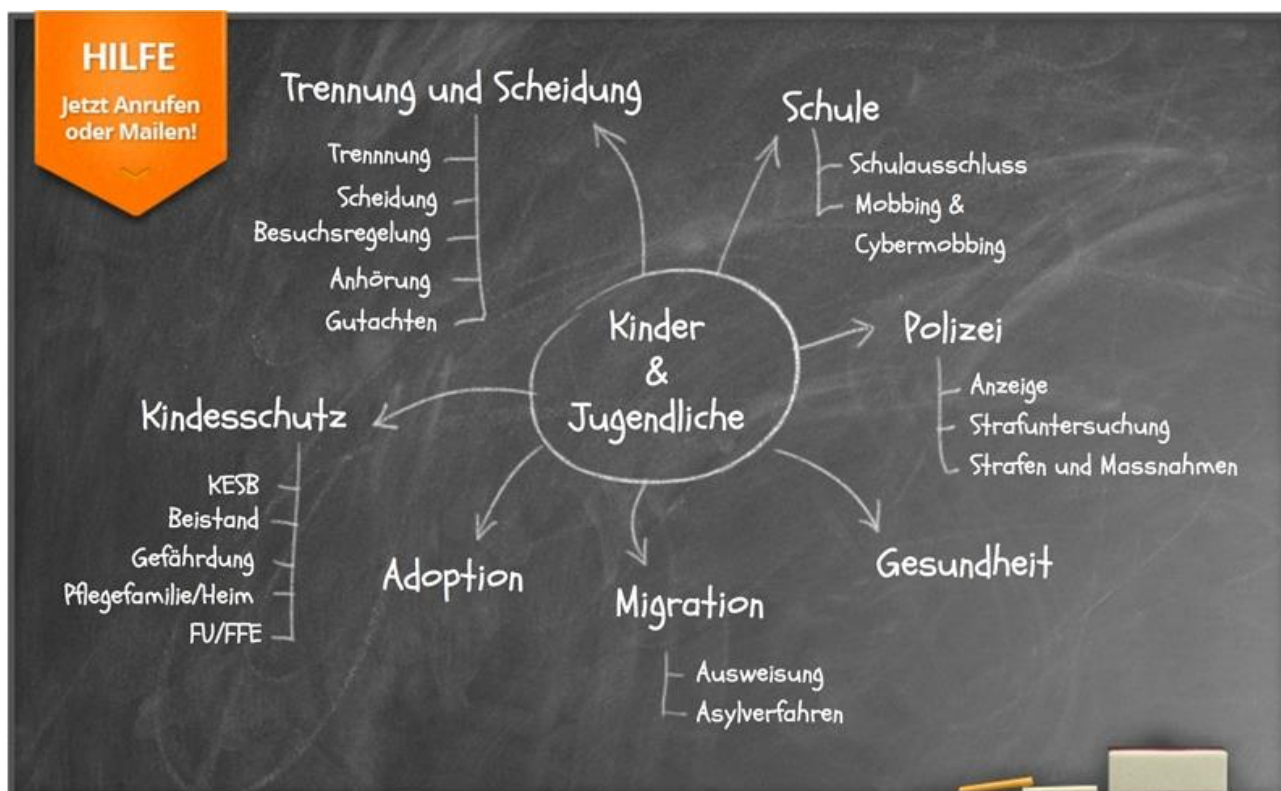 HILFE
Jetzt Anrufen
oder Mailen!
Trennung und Scheidung
Trennnung
Scheidung
Besuchsregelung
Anhörung
Gutachten
Schule
Schulausschluss
Mobbing &
Cybermobbing
Kinder
&
Jugendliche
Polizei
Anzeige
Strafuntersuchung
Strafen und Massnahmen
Kindesschutz
KESB
Beistand
Gefährdung
Pflegefamilie/Heim
FU/FFE
Adoption
Migration
Ausweisung
Asylverfahren
Gesundheit